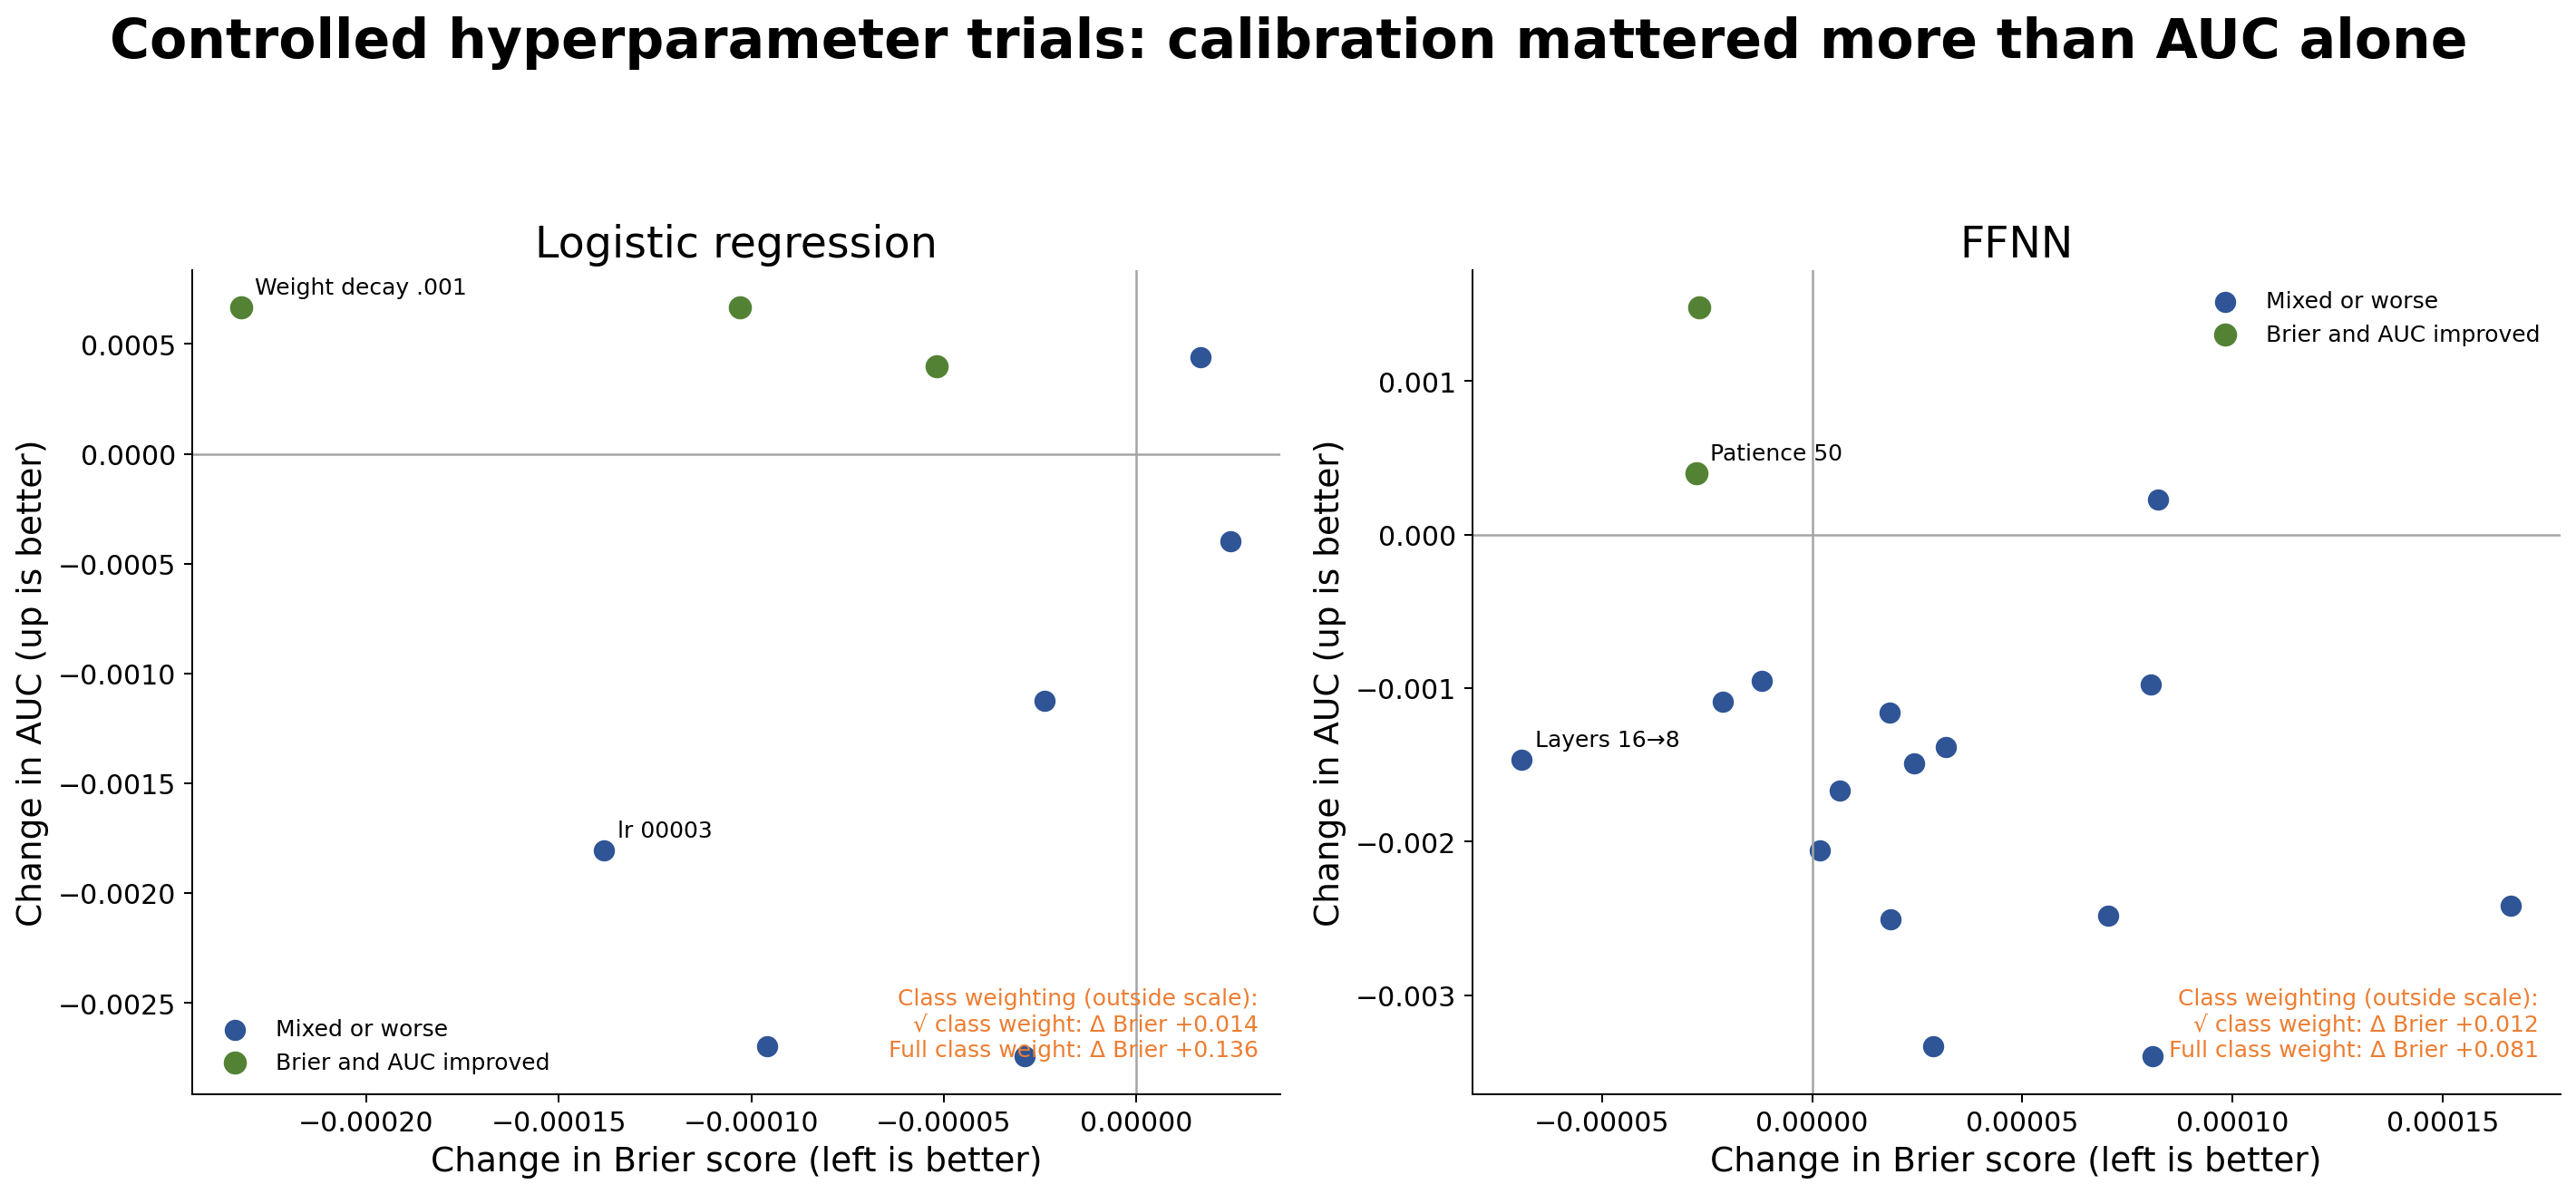 Controlled hyperparameter trials: calibration mattered more than AUC alone
Logistic regression
Change in AUC (up is better)
0.0005
0.0000
−0.0005
−0.0010
−0.0015
−0.0020
−0.0025
Weight decay .001
lr 00003
Class weighting (outside scale):
√ class weight: Δ Brier +0.014
Full class weight: Δ Brier +0.136
Mixed or worse
Brier and AUC improved
−0.00020
−0.00015
−0.00010
−0.00005
0.00000
Change in Brier score (left is better)
FFNN
Change in AUC (up is better)
0.001
0.000
−0.001
−0.002
−0.003
Mixed or worse
Brier and AUC improved
Patience 50
Layers 16→8
Class weighting (outside scale):
√ class weight: Δ Brier +0.012
Full class weight: Δ Brier +0.081
−0.00005
0.00000
0.00005
0.00010
0.00015
Change in Brier score (left is better)